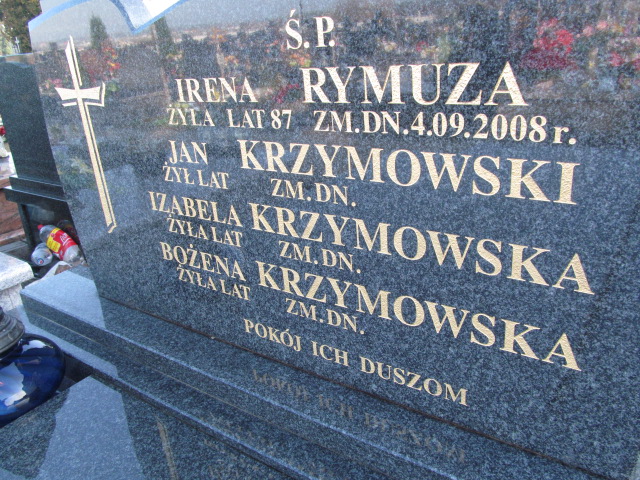 Ś.P.
IRENA RYMUZA
ŻYŁA LAT 87 ZM.DN.4.09.2008 r.
JAN KRZYMOWSKI
ŻYŁ LAT ZM.DN.
IZABELA KRZYMOWSKA
ŻYŁA LAT ZM.DN.
BOŻENA KRZYMOWSKA
ŻYŁA LAT ZM.DN.
POKÓJ ICH DUSZOM